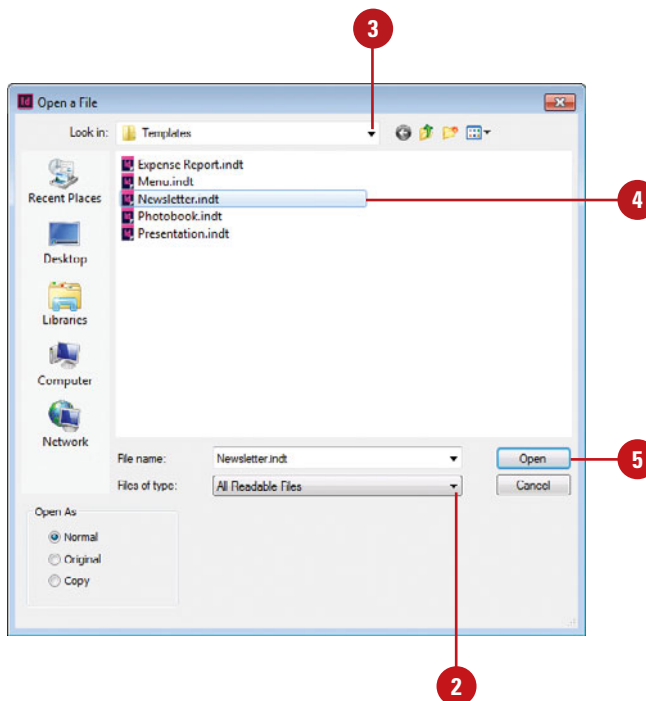 3
Id Open a File
Look in: Templates
Expense Report.indt
Menu.indt
Newsletter.indt
4
Photobook.indt
Presentation.indt
Recent Places
Desktop
Libraries
Computer
Network
File name: Newsletter.indt Open
5
Files of type: All Readable Files Cancel
Open As
Normal
Original
Copy
2